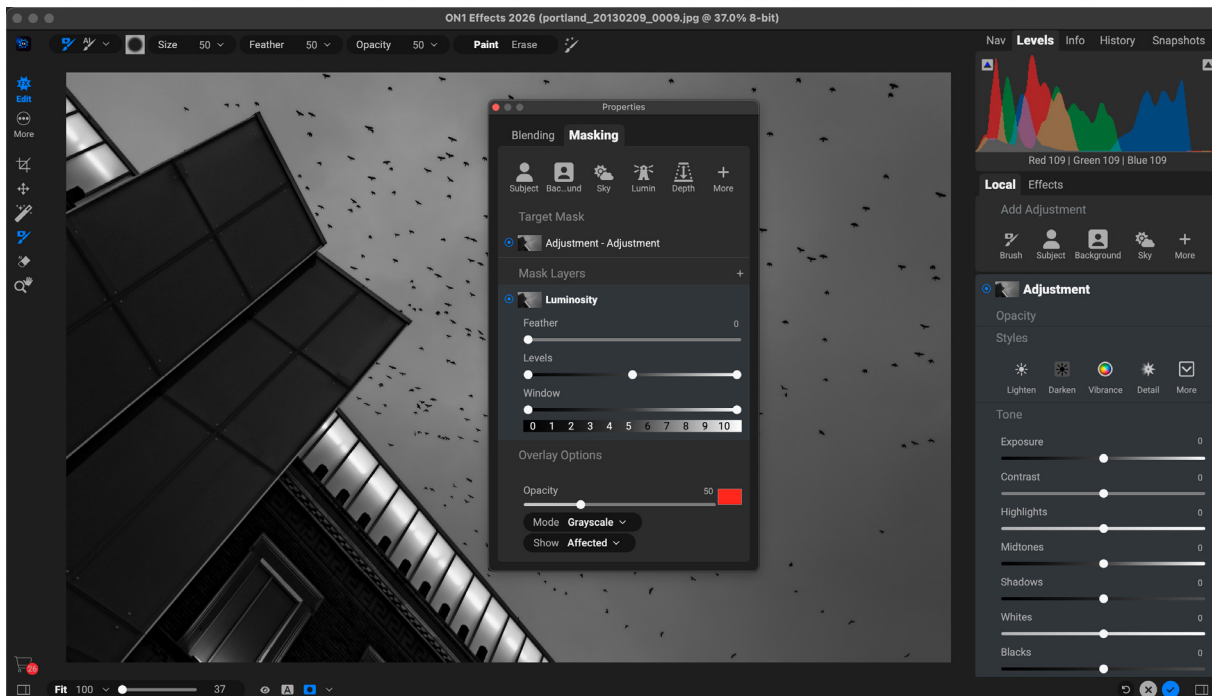 ON1 Effects 2026 (portland_20130209_0009.jpg @ 37.0% 8-bit)
AI Size 50 Feather 50 Opacity 50 Paint Erase
Nav Levels Info History Snapshots
Edit
More
Red 109 | Green 109 | Blue 109
Local Effects
Add Adjustment
Brush Subject Background Sky More
Adjustment
Opacity
Styles
Lighten Darken Vibrance Detail More
Tone
Exposure 0
Contrast 0
Highlights 0
Midtones 0
Shadows 0
Whites 0
Blacks 0
Properties
Blending Masking
Subject Bac...und Sky Lumin Depth More
Target Mask
Adjustment - Adjustment
Mask Layers +
Luminosity
Feather 0
Levels
Window
0 1 2 3 4 5 6 7 8 9 10
Overlay Options
Opacity 50
Mode Grayscale
Show Affected
26
Fit 100 37 A